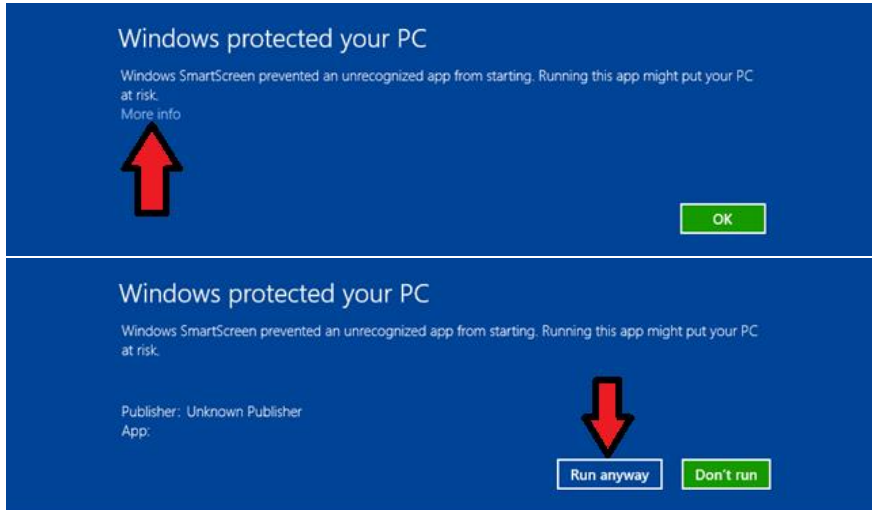 Windows protected your PC
Windows SmartScreen prevented an unrecognized app from starting. Running this app might put your PC
at risk.
More info
OK
Windows protected your PC
Windows SmartScreen prevented an unrecognized app from starting. Running this app might put your PC
at risk.
Publisher: Unknown Publisher
App:
Run anyway Don't run